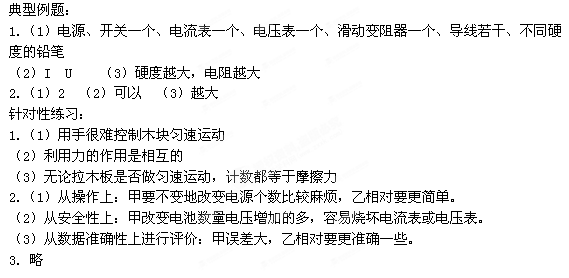 典型例题：
1.（1）电源、开关一个、电流表一个、电压表一个、滑动变阻器一个、导线若干、不同硬
度的铅笔
（2）I U （3）硬度越大，电阻越大
2.（1）2 （2）可以 （3）越大
针对性练习：
1.（1）用手很难控制木块匀速运动
（2）利用力的作用是相互的
（3）无论拉木板是否做匀速运动，计数都等于摩擦力
2.（1）从操作上：甲要不变地改变电源个数比较麻烦，乙相对要更简单。
（2）从安全性上：甲改变电池数量电压增加的多，容易烧坏电流表或电压表。
（3）从数据准确性上进行评价：甲误差大，乙相对要更准确一些。
3. 略